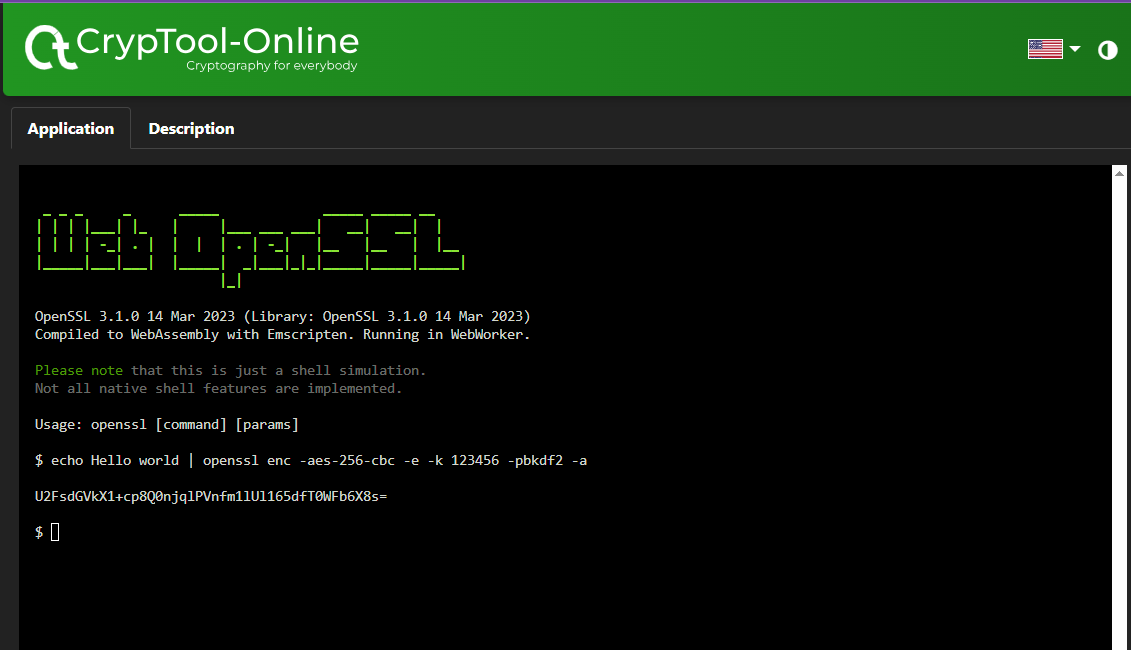 CrypTool-Online
Cryptography for everybody
Application Description
Web OpenSSL
OpenSSL 3.1.0 14 Mar 2023 (Library: OpenSSL 3.1.0 14 Mar 2023)
Compiled to WebAssembly with Emscripten. Running in WebWorker.
Please note that this is just a shell simulation.
Not all native shell features are implemented.
Usage: openssl [command] [params]
$ echo Hello world | openssl enc -aes-256-cbc -e -k 123456 -pbkdf2 -a
U2FsdGVkX1+cp8Q0njqlPVnfm1lUl165dfT0WFb6X8s=
$